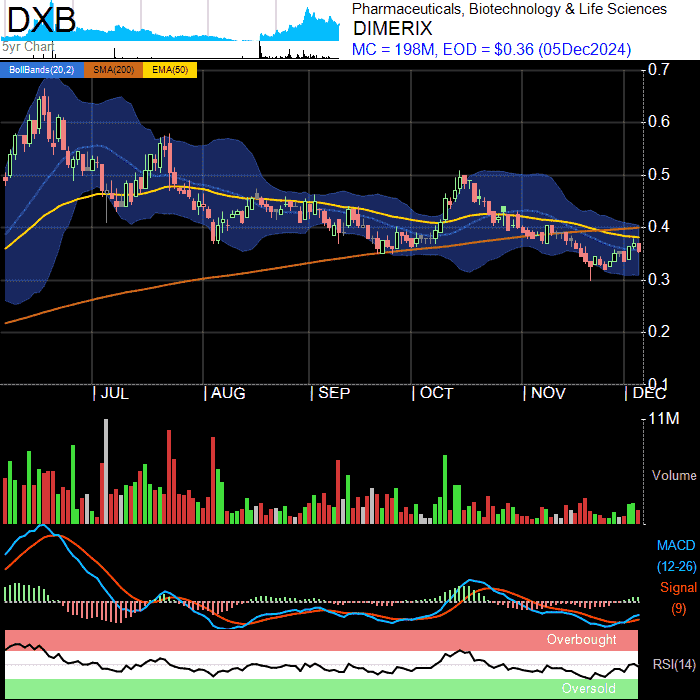 DXB
5yr Chart
Pharmaceuticals, Biotechnology & Life Sciences
DIMERIX
MC = 198M, EOD = $0.36 (05Dec2024)
BollBands(20,2) SMA(200) EMA(50)
0.7
0.6
0.5
0.4
0.3
0.2
0.1
JUL AUG SEP OCT NOV DEC
11M
Volume
MACD
(12-26)
Signal
(9)
Overbought
RSI(14)
Oversold